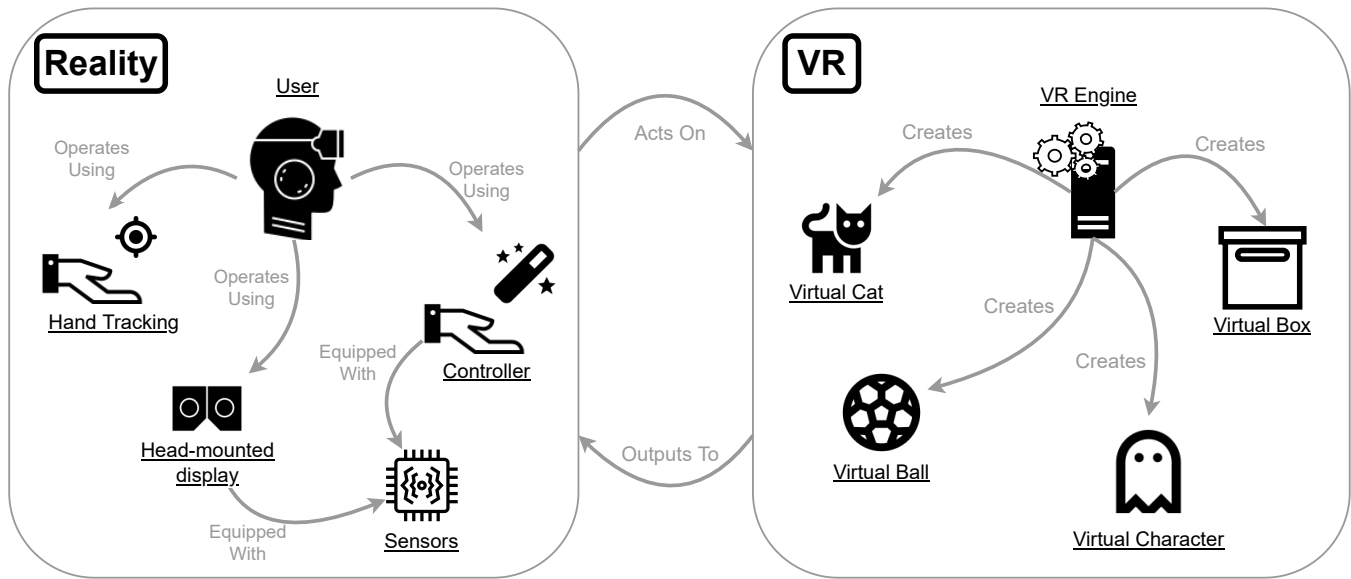 Reality
User
Operates
Using
Operates
Using
Operates
Using
Hand Tracking
Equipped
With
Controller
Head-mounted
display
Equipped
With
Sensors
Acts On
Outputs To
VR
VR Engine
Creates
Creates
Virtual Cat
Creates
Virtual Box
Creates
Virtual Ball
Virtual Character